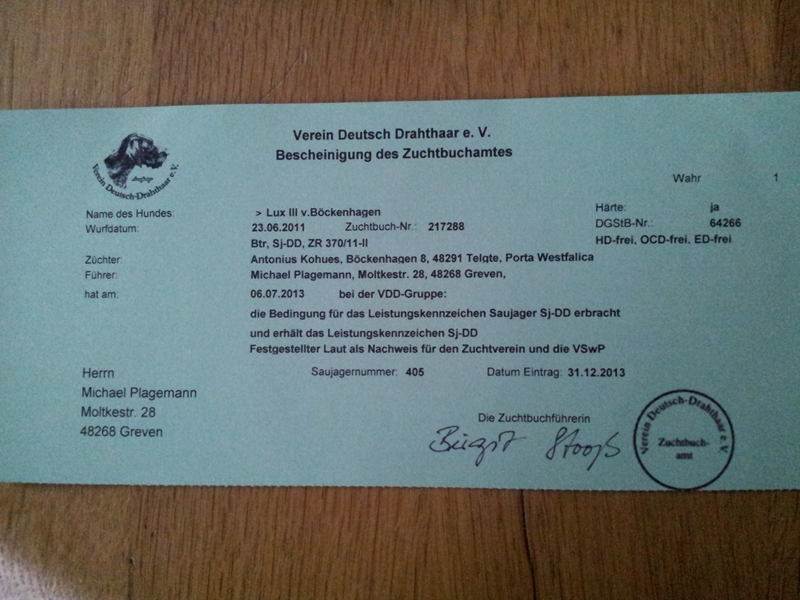 Verein Deutsch Drahthaar e. V.
Bescheinigung des Zuchtbuchamtes
Verein Deutsch-Drahthaar e.V.
Wahr 1
Name des Hundes: > Lux III v.Böckenhagen Härte: ja
Wurfdatum: 23.06.2011 Zuchtbuch-Nr.: 217288 DGStB-Nr.: 64266
Btr, Sj-DD, ZR 370/11-II HD-frei, OCD-frei, ED-frei
Züchter: Antonius Kohues, Böckenhagen 8, 48291 Telgte, Porta Westfalica
Führer: Michael Plagemann, Moltkestr. 28, 48268 Greven,
hat am: 06.07.2013 bei der VDD-Gruppe:
die Bedingung für das Leistungskennzeichen Saujager Sj-DD erbracht
und erhält das Leistungskennzeichen Sj-DD
Festgestellter Laut als Nachweis für den Zuchtverein und die VSwP
Herrn Saujagernummer: 405 Datum Eintrag: 31.12.2013
Michael Plagemann
Moltkestr. 28
48268 Greven
Die Zuchtbuchführerin
Birgit Stooß
Verein Deutsch-Drahthaar e.V.
Zuchtbuch-
amt